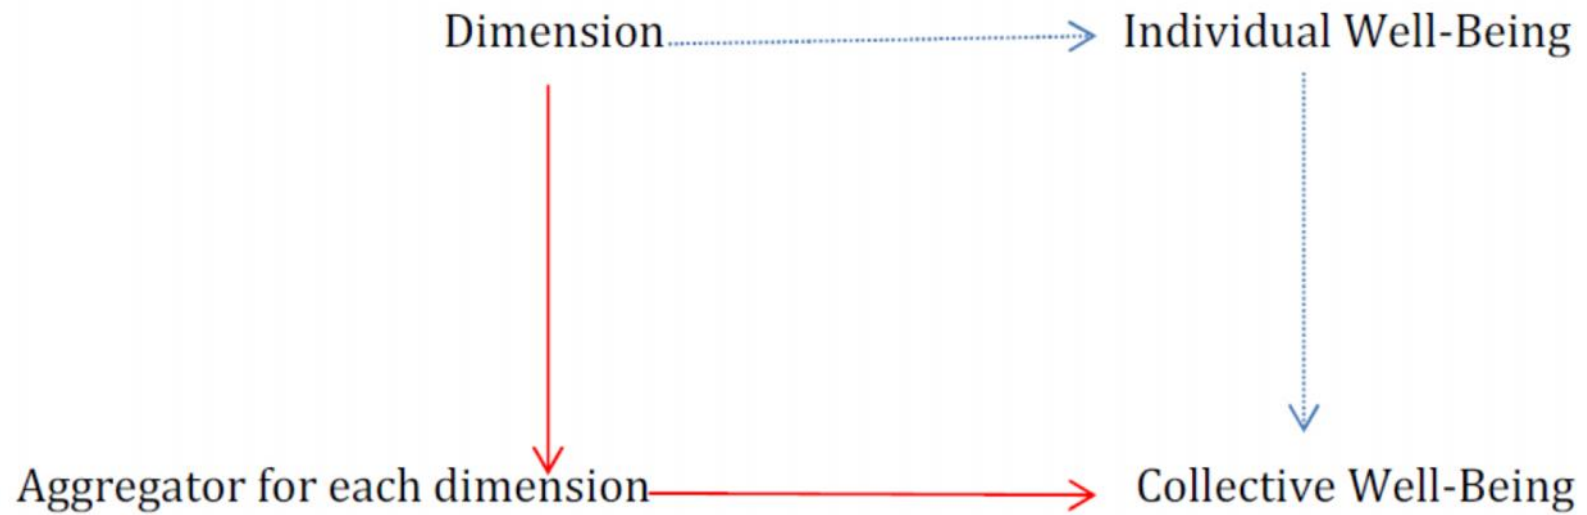 Dimension
Individual Well-Being
Aggregator for each dimension
Collective Well-Being